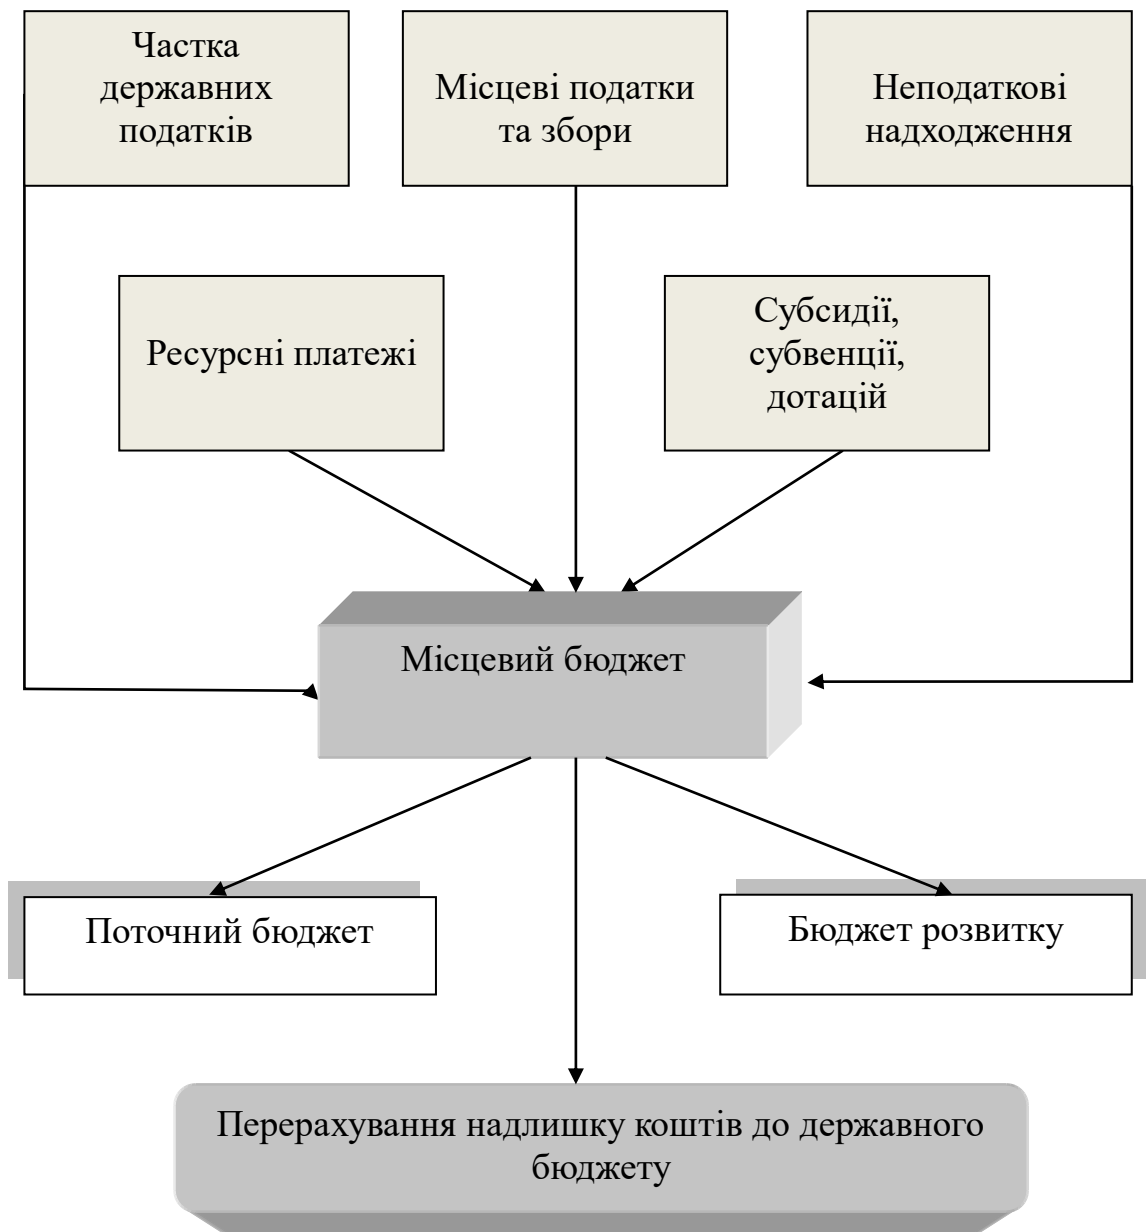 Частка
державних
податків
Місцеві податки
та збори
Неподаткові
надходження
Ресурсні платежі
Субсидії,
субвенції,
дотацій
Місцевий бюджет
Поточний бюджет
Бюджет розвитку
Перерахування надлишку коштів до державного
бюджету